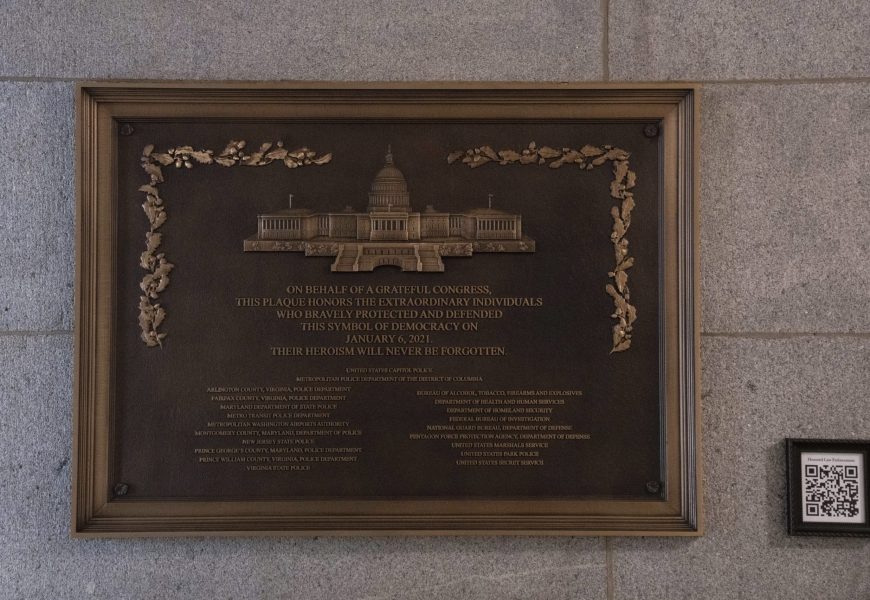 ON BEHALF OF A GRATEFUL CONGRESS,
THIS PLAQUE HONORS THE EXTRAORDINARY INDIVIDUALS
WHO BRAVELY PROTECTED AND DEFENDED
THIS SYMBOL OF DEMOCRACY ON
JANUARY 6, 2021.
THEIR HEROISM WILL NEVER BE FORGOTTEN.
UNITED STATES CAPITOL POLICE
METROPOLITAN POLICE DEPARTMENT OF THE DISTRICT OF COLUMBIA
ARLINGTON COUNTY, VIRGINIA, POLICE DEPARTMENT
FAIRFAX COUNTY, VIRGINIA, POLICE DEPARTMENT
MARYLAND DEPARTMENT OF STATE POLICE
METRO TRANSIT POLICE DEPARTMENT
METROPOLITAN WASHINGTON AIRPORTS AUTHORITY
MONTGOMERY COUNTY, MARYLAND, DEPARTMENT OF POLICE
NEW JERSEY STATE POLICE
PRINCE GEORGE'S COUNTY, MARYLAND, POLICE DEPARTMENT
PRINCE WILLIAM COUNTY, VIRGINIA, POLICE DEPARTMENT
VIRGINIA STATE POLICE
BUREAU OF ALCOHOL, TOBACCO, FIREARMS AND EXPLOSIVES
DEPARTMENT OF HEALTH AND HUMAN SERVICES
DEPARTMENT OF HOMELAND SECURITY
FEDERAL BUREAU OF INVESTIGATION
NATIONAL GUARD BUREAU, DEPARTMENT OF DEFENSE
PENTAGON FORCE PROTECTION AGENCY, DEPARTMENT OF DEFENSE
UNITED STATES MARSHALS SERVICE
UNITED STATES PARK POLICE
UNITED STATES SECRET SERVICE
Honored Law Enforcement